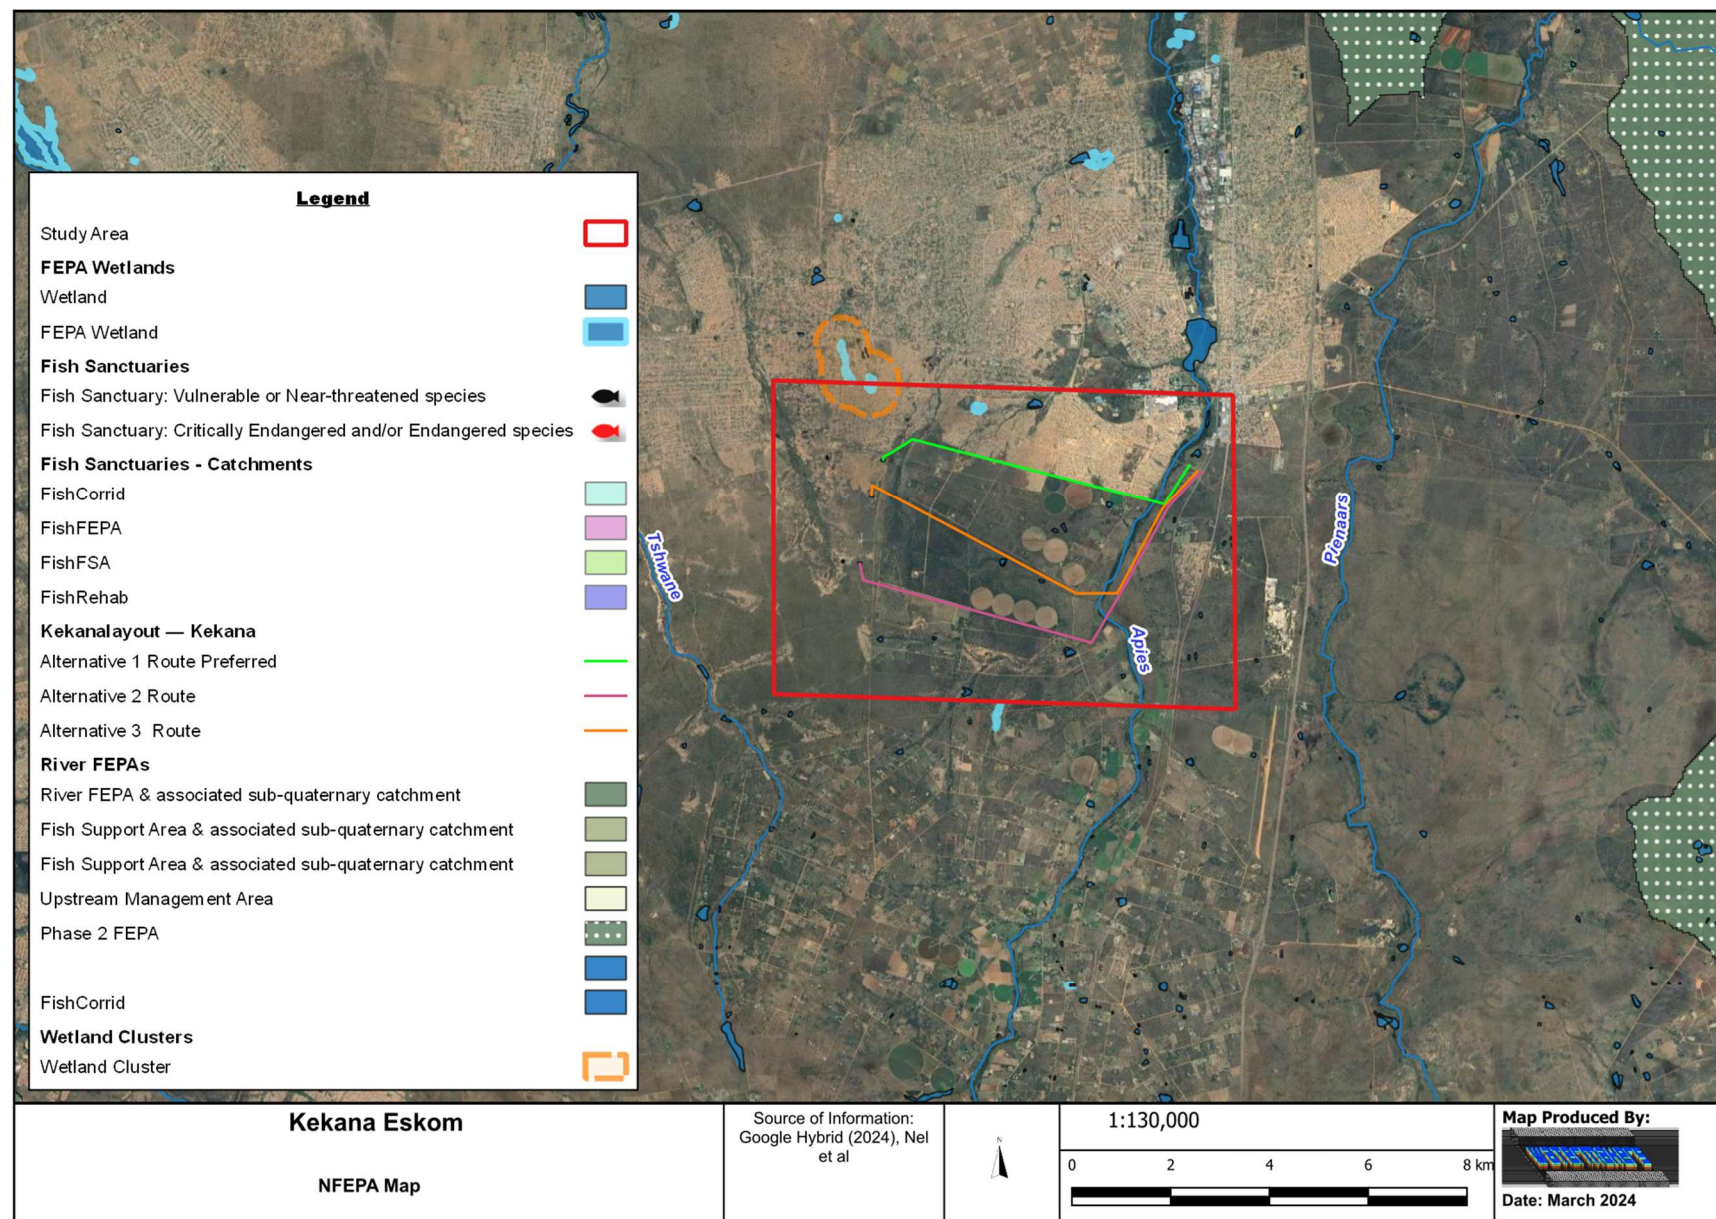 Legend
Study Area
FEPA Wetlands
Wetland
FEPA Wetland
Fish Sanctuaries
Fish Sanctuary: Vulnerable or Near-threatened species
Fish Sanctuary: Critically Endangered and/or Endangered species
Fish Sanctuaries - Catchments
FishCorrid
FishFEPA
FishFSA
FishRehab
Kekanalayout — Kekana
Alternative 1 Route Preferred
Alternative 2 Route
Alternative 3 Route
River FEPAs
River FEPA & associated sub-quaternary catchment
Fish Support Area & associated sub-quaternary catchment
Fish Support Area & associated sub-quaternary catchment
Upstream Management Area
Phase 2 FEPA
FishCorrid
Wetland Clusters
Wetland Cluster
Tshwane
Apies
Pienaars
Kekana Eskom
NFEPA Map
Source of Information:
Google Hybrid (2024), Nel
et al
N
1:130,000
0 2 4 6 8 km
Map Produced By:
Date: March 2024